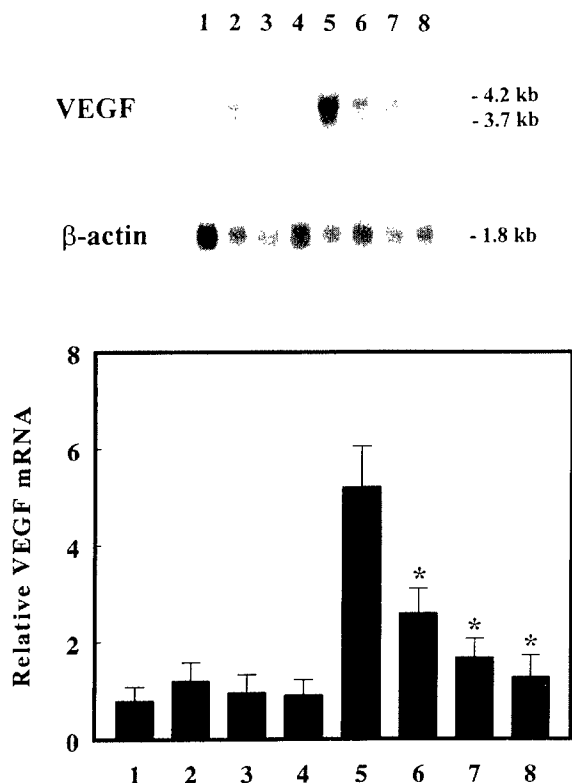 1 2 3 4 5 6 7 8
VEGF
- 4.2 kb
- 3.7 kb
β-actin
- 1.8 kb
Relative VEGF mRNA
8
6
4
2
0
* * *
1 2 3 4 5 6 7 8